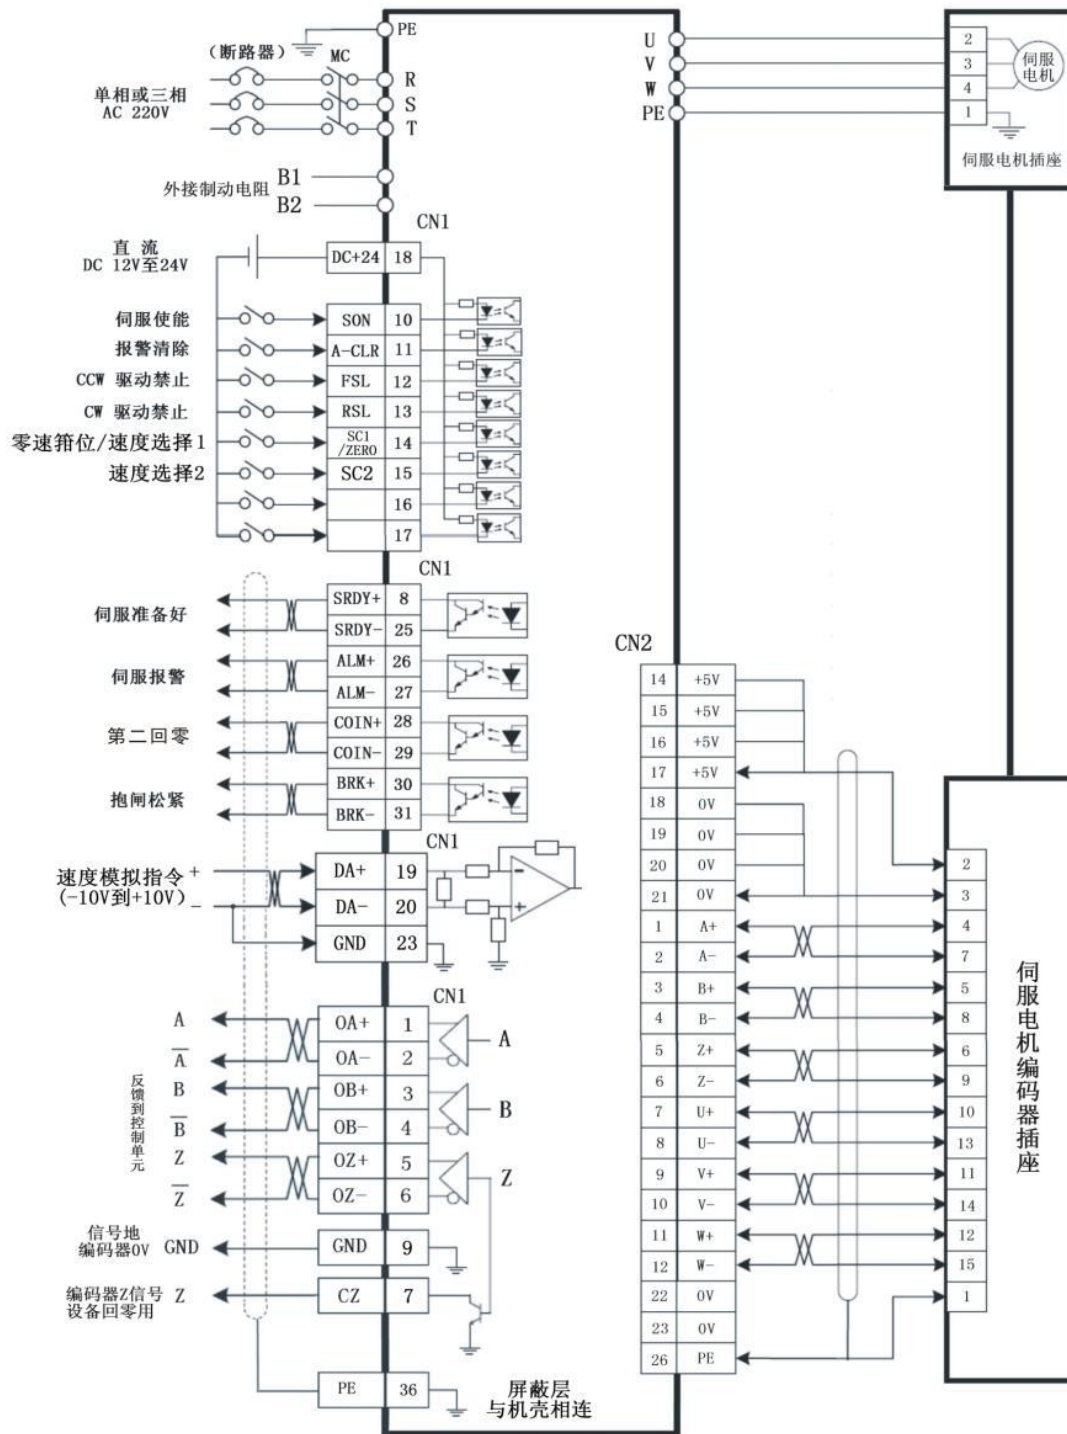 PE
(断路器)
MC
单相或三相
AC 220V
R
S
T
外接制动电阻
B1
B2
CN1
直 流
DC 12V至24V
DC+24 18
伺服使能 SON 10
报警清除 A-CLR 11
CCW 驱动禁止 FSL 12
CW 驱动禁止 RSL 13
零速箝位/速度选择1 SC1/ZERO 14
速度选择2 SC2 15
16
17
CN1
伺服准备好
SRDY+ 8
SRDY- 25
伺服报警
ALM+ 26
ALM- 27
第二回零
COIN+ 28
COIN- 29
抱闸松紧
BRK+ 30
BRK- 31
CN1
速度模拟指令 +
(-10V到+10V) -
DA+ 19
DA- 20
GND 23
- 
+
CN1
反馈到控制单元
A OA+ 1
A OA- 2
A
B OB+ 3
B OB- 4
B
Z OZ+ 5
Z OZ- 6
Z
信号地
编码器0V GND GND 9
编码器Z信号
设备回零用 Z CZ 7
PE 36
屏蔽层
与机壳相连
U
V
W
PE
2
3
4
1
伺服
电机
伺服电机插座
CN2
14 +5V
15 +5V
16 +5V
17 +5V
18 0V
19 0V
20 0V
21 0V
1 A+
2 A-
3 B+
4 B-
5 Z+
6 Z-
7 U+
8 U-
9 V+
10 V-
11 W+
12 W-
22 0V
23 0V
26 PE
2
3
4
7
5
8
6
9
10
13
11
14
12
15
1
伺服电机编码器插座